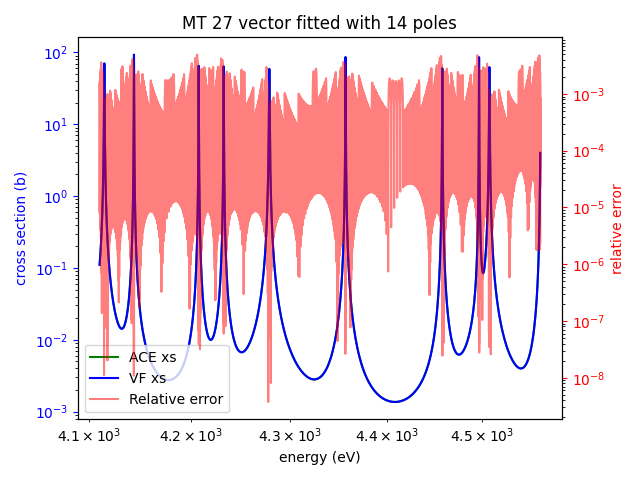 MT 27 vector fitted with 14 poles
cross section (b)
10²
10¹
10⁰
10⁻¹
10⁻²
10⁻³
10⁻³
10⁻⁴
10⁻⁵
10⁻⁶
10⁻⁷
10⁻⁸
relative error
ACE xs
VF xs
Relative error
4.1 × 10³ 4.2 × 10³ 4.3 × 10³ 4.4 × 10³ 4.5 × 10³
energy (eV)